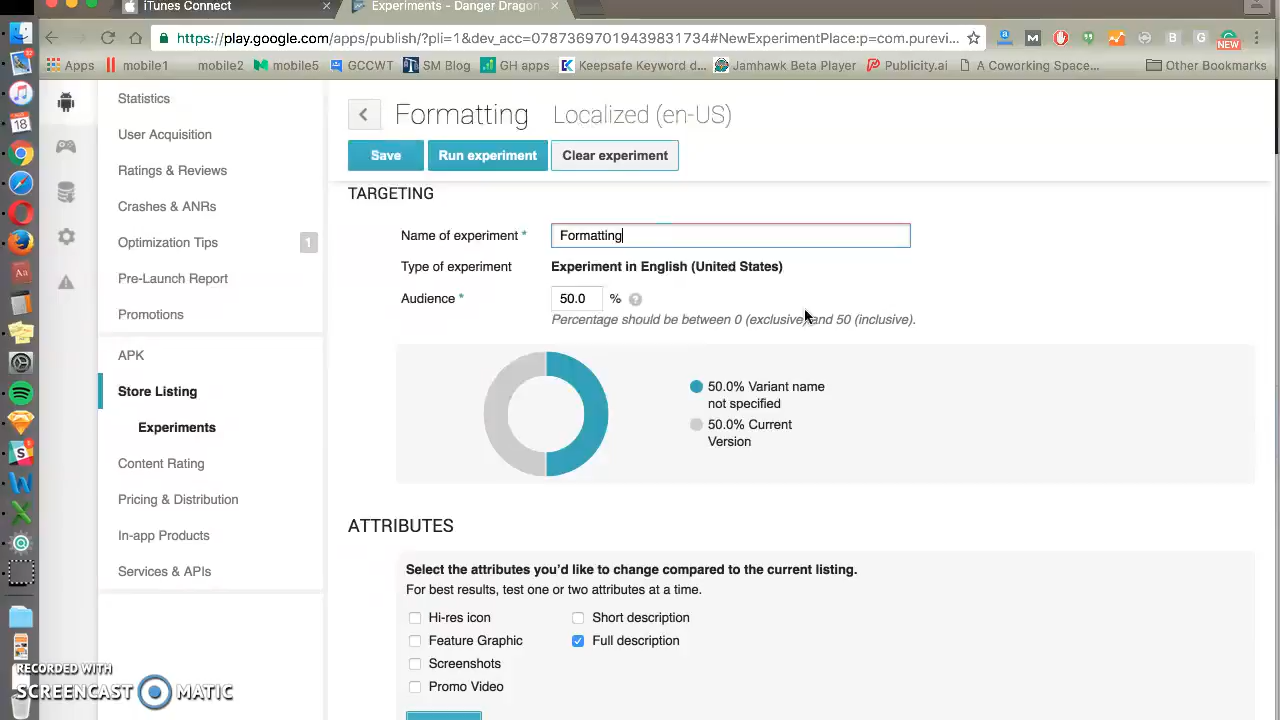 iTunes Connect
Experiments - Danger Dragon
https://play.google.com/apps/publish/?pli=1&dev_acc=07873697019439831734#NewExperimentPlace:p=com.purevi...
NEW
Apps
mobile1
mobile2
mobile5
GCCWT
SM Blog
GH apps
Keepsafe Keyword d...
Publicity.ai
A Coworking Space...
Other Bookmarks
18
Statistics
User Acquisition
Ratings & Reviews
Crashes & ANRs
Optimization Tips
1
Pre-Launch Report
Promotions
APK
Store Listing
Experiments
Content Rating
Pricing & Distribution
In-app Products
Services & APIs
Formatting Localized (en-US)
Save
Run experiment
Clear experiment
TARGETING
Name of experiment *
Formatting
Type of experiment
Experiment in English (United States)
Audience *
50.0 % ?
Percentage should be between 0 (exclusive) and 50 (inclusive).
50.0% Variant name
not specified
50.0% Current
Version
ATTRIBUTES
Select the attributes you’d like to change compared to the current listing.
For best results, test one or two attributes at a time.
Hi-res icon
Short description
Feature Graphic
Full description
Screenshots
Promo Video
RECORDED WITH
SCREENCAST MATIC